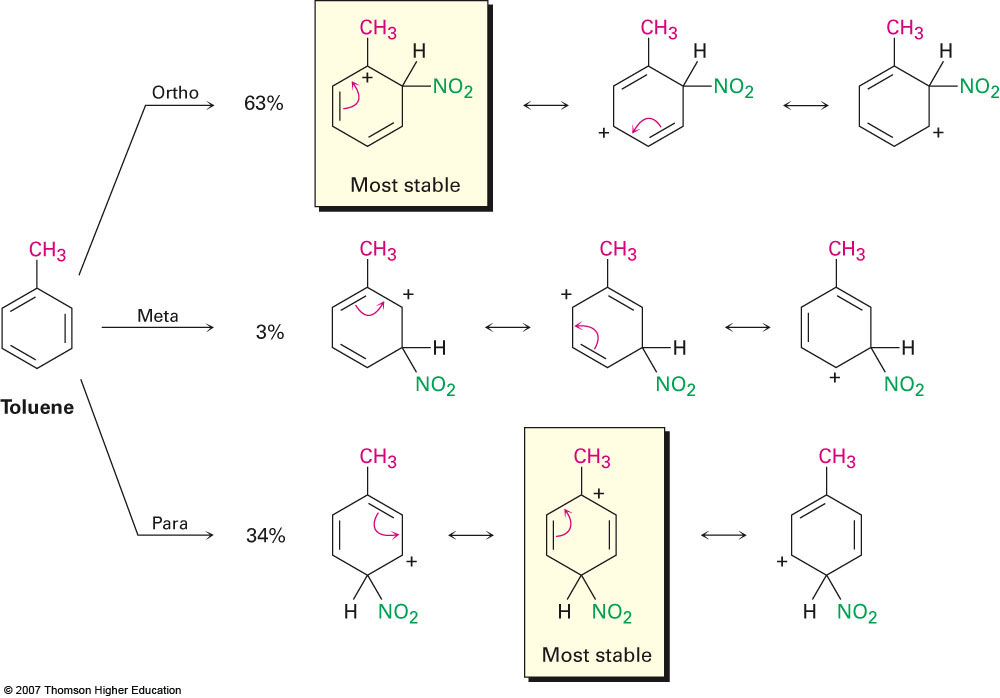 CH3
H
NO2
+
Ortho
63%
Most stable
CH3
H
NO2
+
CH3
H
NO2
+
CH3
Toluene
Meta
3%
CH3
+
H
NO2
CH3
+
H
NO2
CH3
H
NO2
+
Para
34%
CH3
+
H NO2
CH3
+
H NO2
Most stable
CH3
+
H NO2
© 2007 Thomson Higher Education